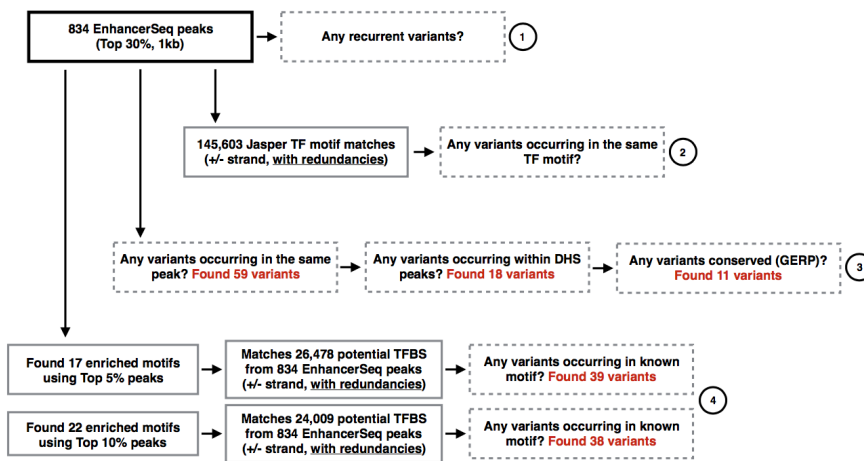 834 EnhancerSeq peaks
(Top 30%, 1kb)
Any recurrent variants?
1
145,603 Jasper TF motif matches
(+/- strand, with redundancies)
Any variants occurring in the same
TF motif?
2
Any variants occurring in the same
peak? Found 59 variants
Any variants occurring within DHS
peaks? Found 18 variants
Any variants conserved (GERP)?
Found 11 variants
3
Found 17 enriched motifs
using Top 5% peaks
Matches 26,478 potential TFBS
from 834 EnhancerSeq peaks
(+/- strand, with redundancies)
Any variants occurring in known
motif? Found 39 variants
4
Found 22 enriched motifs
using Top 10% peaks
Matches 24,009 potential TFBS
from 834 EnhancerSeq peaks
(+/- strand, with redundancies)
Any variants occurring in known
motif? Found 38 variants